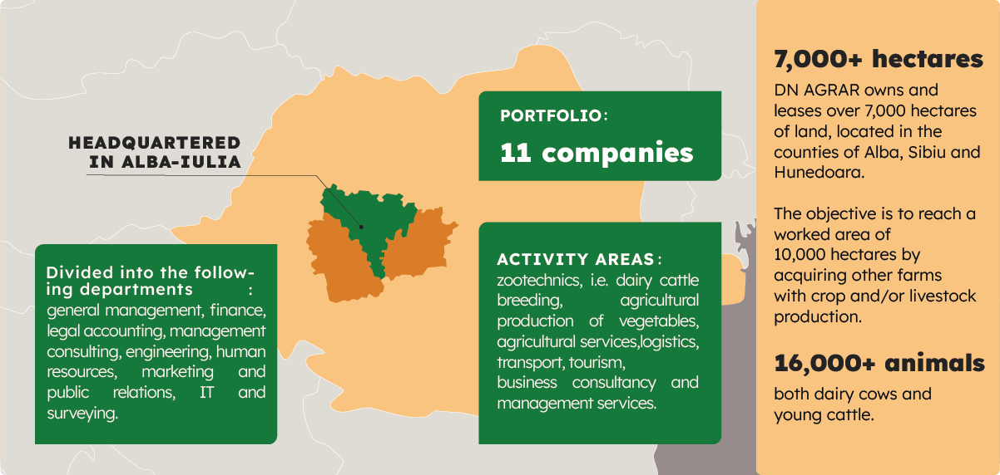 HEADQUARTERED
IN ALBA-IULIA
Divided into the follow-
ing departments :
general management, finance,
legal accounting, management
consulting, engineering, human
resources, marketing and
public relations, IT and
surveying.
PORTFOLIO:
11 companies
ACTIVITY AREAS:
zootechnics, i.e. dairy cattle
breeding, agricultural
production of vegetables,
agricultural services,logistics,
transport, tourism,
business consultancy and
management services.
7,000+ hectares
DN AGRAR owns and
leases over 7,000 hectares
of land, located in the
counties of Alba, Sibiu and
Hunedoara.
The objective is to reach a
worked area of
10,000 hectares by
acquiring other farms
with crop and/or livestock
production.
16,000+ animals
both dairy cows and
young cattle.